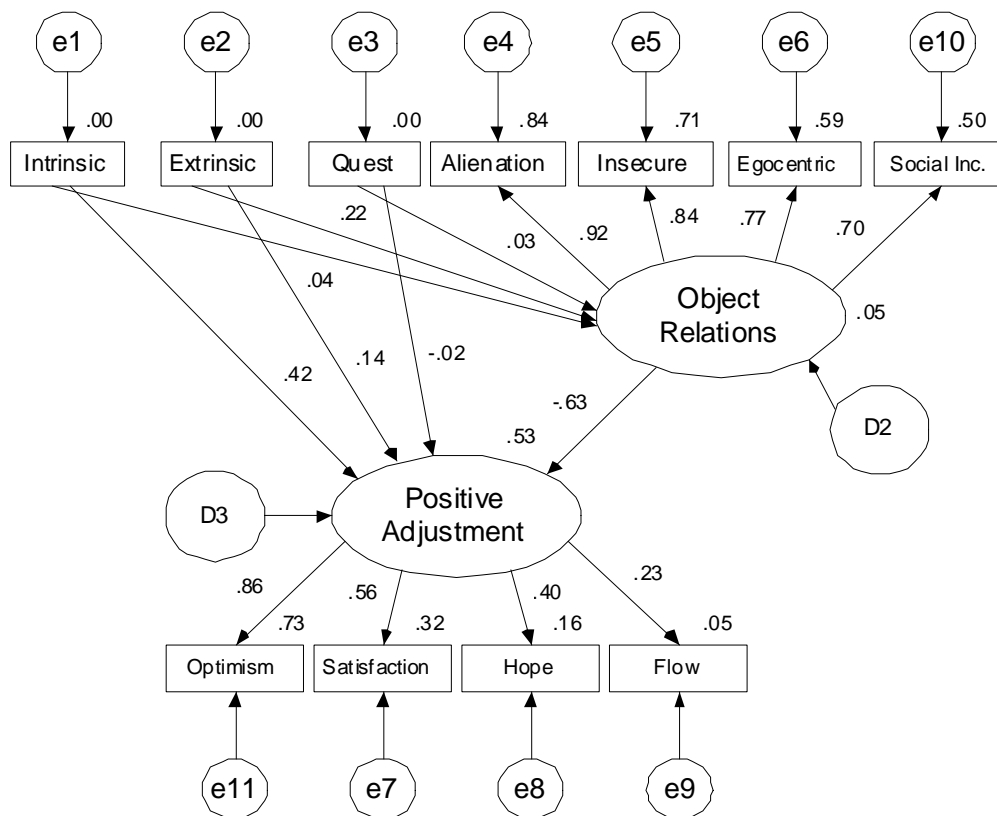 e1 e2 e3 e4 e5 e6 e10
.00 .00 .00 .84 .71 .59 .50
Intrinsic Extrinsic Quest Alienation Insecure Egocentric Social Inc.
.22 .03 .92 .84 .77 .70
.04
Object
Relations
.05
.42 .14 -.02
-.63
.53
D2
Positive
Adjustment
D3
.86 .56 .40 .23
.73 .32 .16 .05
Optimism Satisfaction Hope Flow
e11 e7 e8 e9